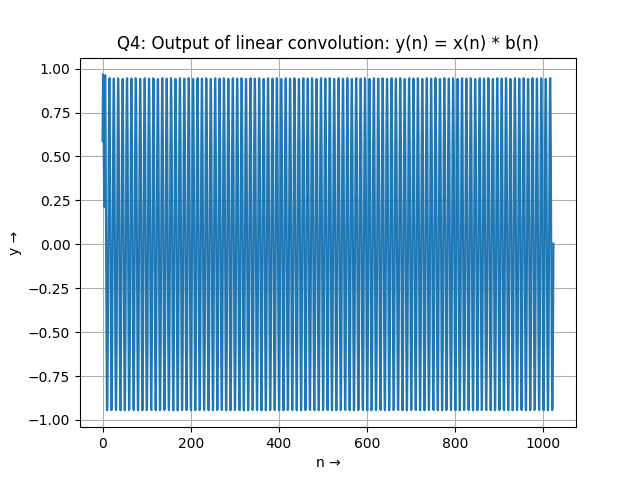 Q4: Output of linear convolution: y(n) = x(n) * b(n)
1.00
0.75
0.50
0.25
0.00
−0.25
−0.50
−0.75
−1.00
y →
0 200 400 600 800 1000
n →